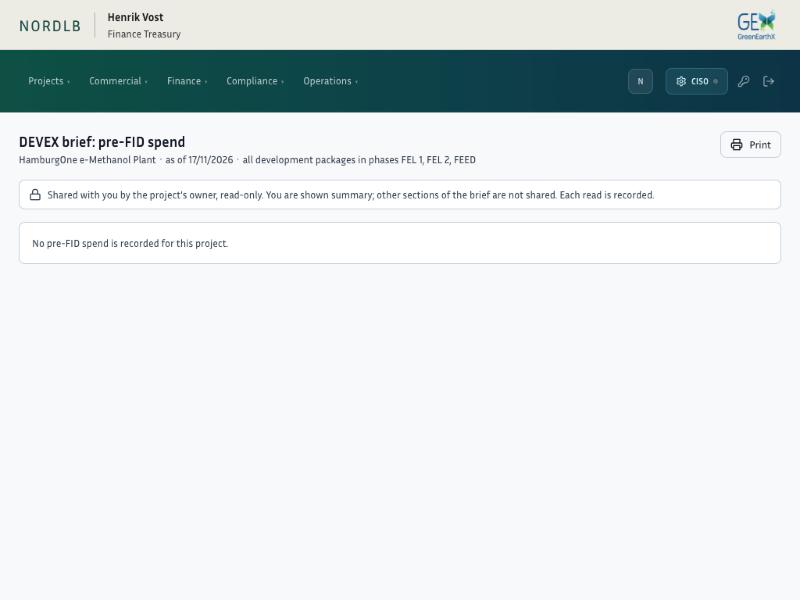 NORDLB
Henrik Vost
Finance Treasury
GEX
GreenEarthX
Projects
Commercial
Finance
Compliance
Operations
N
CISO
DEVEX brief: pre-FID spend
Print
HamburgOne e-Methanol Plant · as of 17/11/2026 · all development packages in phases FEL 1, FEL 2, FEED
Shared with you by the project's owner, read-only. You are shown summary; other sections of the brief are not shared. Each read is recorded.
No pre-FID spend is recorded for this project.